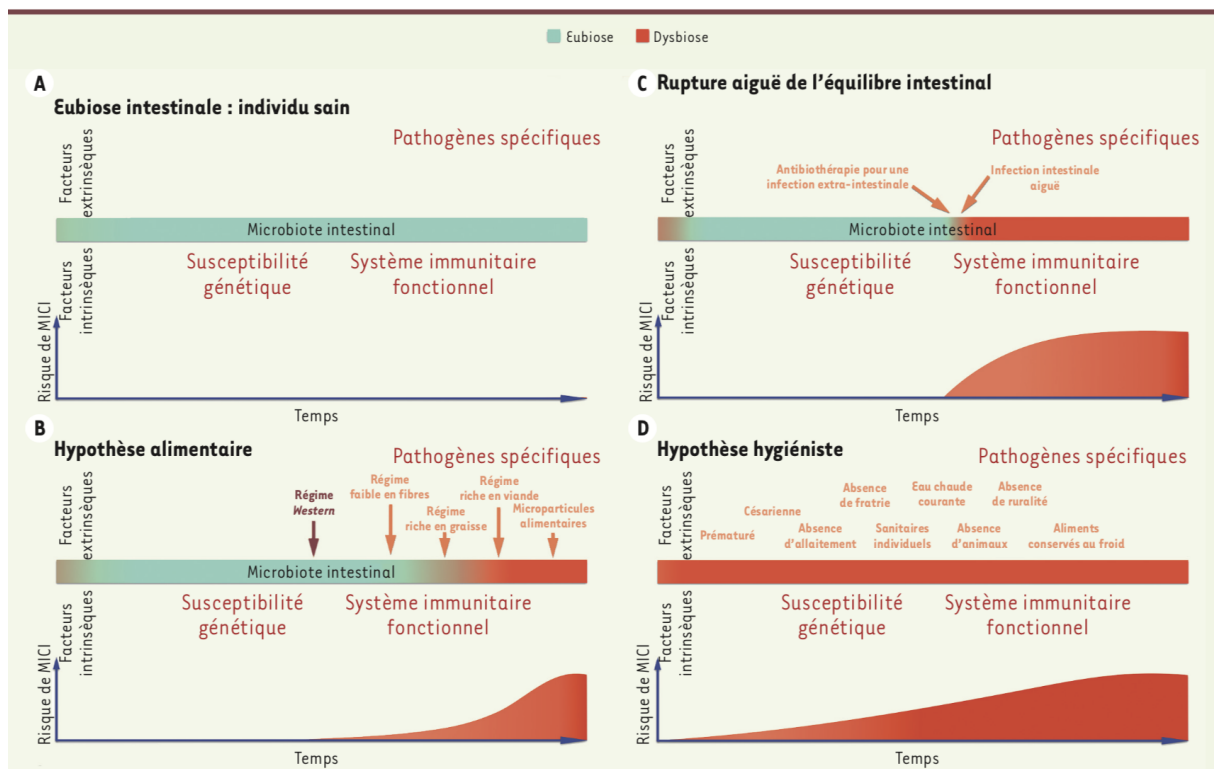 Eubiose
Dysbiose
A
Eubiose intestinale : individu sain
Pathogènes spécifiques
Facteurs
extrinsèques
Microbiote intestinal
Facteurs
intrinsèques
Susceptibilité
génétique
Système immunitaire
fonctionnel
Risque de MICI
Temps
B
Hypothèse alimentaire
Pathogènes spécifiques
Facteurs
extrinsèques
Régime
Western
Régime
faible en fibres
Régime
riche en graisse
Régime
riche en viande
Microparticules
alimentaires
Microbiote intestinal
Facteurs
intrinsèques
Susceptibilité
génétique
Système immunitaire
fonctionnel
Risque de MICI
Temps
C
Rupture aiguë de l’équilibre intestinal
Pathogènes spécifiques
Facteurs
extrinsèques
Antibiothérapie pour une
infection extra-intestinale
Infection intestinale
aiguë
Microbiote intestinal
Facteurs
intrinsèques
Susceptibilité
génétique
Système immunitaire
fonctionnel
Risque de MICI
Temps
D
Hypothèse hygiéniste
Pathogènes spécifiques
Facteurs
extrinsèques
Prématuré
Césarienne
Absence
d’allaitement
Absence
de fratrie
Sanitaires
individuels
Eau chaude
courante
Absence
d’animaux
Absence
de ruralité
Aliments
conservés au froid
Facteurs
intrinsèques
Susceptibilité
génétique
Système immunitaire
fonctionnel
Risque de MICI
Temps